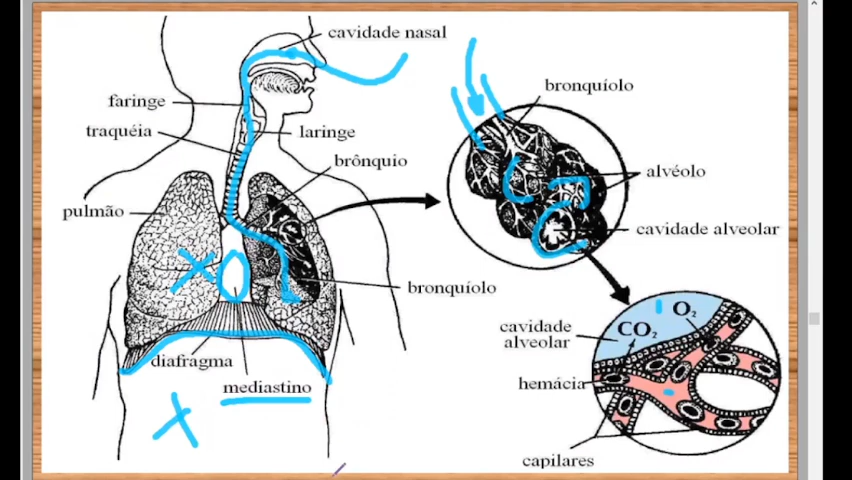 cavidade nasal
faringe
traquéia
laringe
brônquio
pulmão
bronquíolo
diafragma
mediastino
bronquíolo
alvéolo
cavidade alveolar
cavidade
alveolar
CO₂
O₂
hemácia
capilares